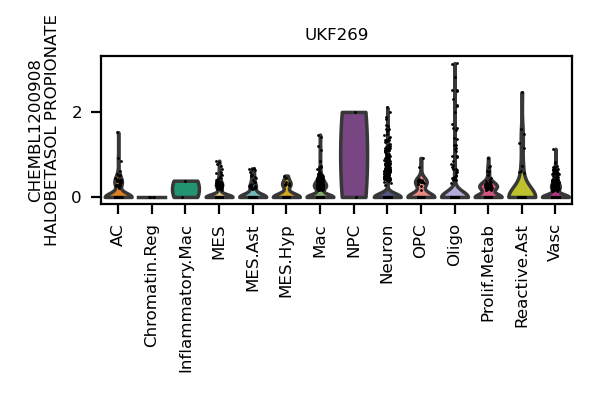 UKF269
CHEMBL1200908
HALOBETASOL PROPIONATE
2
0
AC
Chromatin.Reg
Inflammatory.Mac
MES
MES.Ast
MES.Hyp
Mac
NPC
Neuron
OPC
Oligo
Prolif.Metab
Reactive.Ast
Vasc